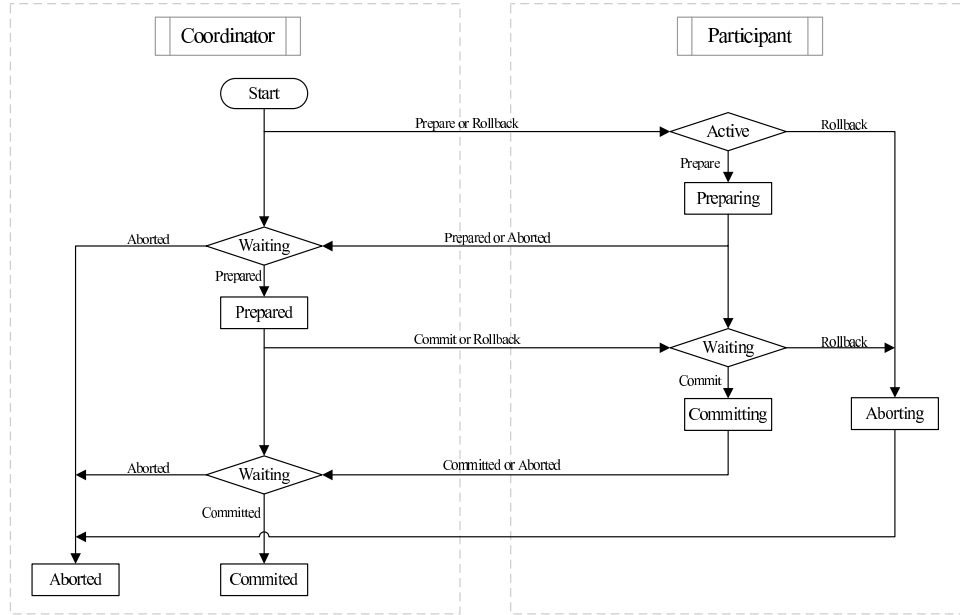 Coordinator
Participant
Start
Prepare or Rollback
Active
Rollback
Prepare
Preparing
Aborted
Waiting
Prepared or Aborted
Prepared
Prepared
Commit or Rollback
Waiting
Rollback
Commit
Committing
Aborting
Aborted
Waiting
Committed or Aborted
Committed
Aborted
Commited